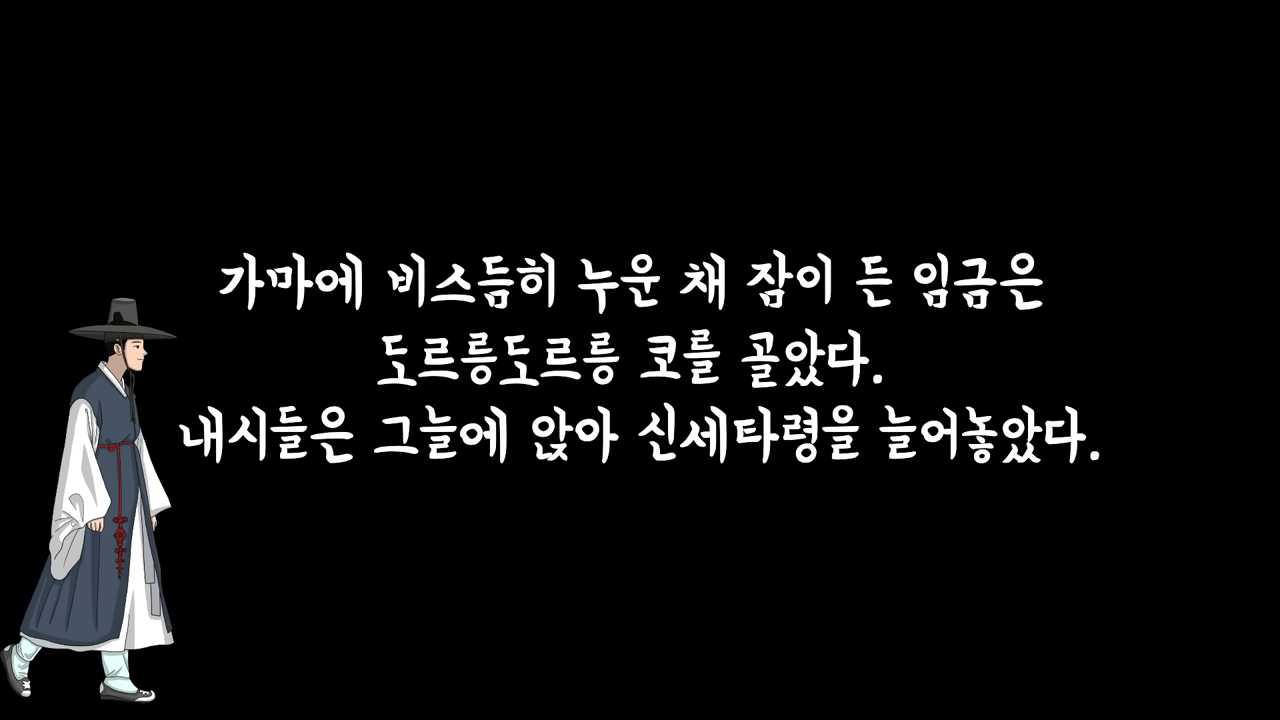 가마에 비스듬히 누운 채 잠이 든 임금은
도르릉도르릉 코를 골았다.
내시들은 그늘에 앉아 신세타령을 늘어놓았다.